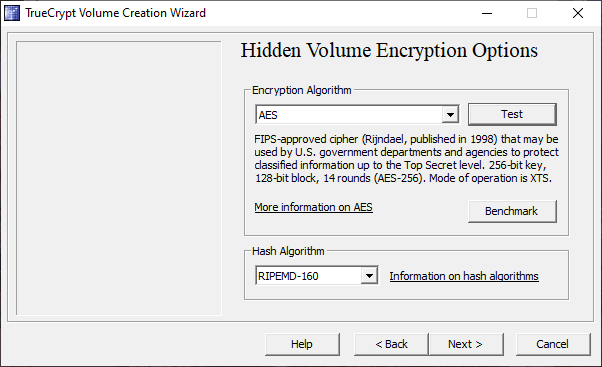 TrueCrypt Volume Creation Wizard
Hidden Volume Encryption Options
Encryption Algorithm
AES
Test
FIPS-approved cipher (Rijndael, published in 1998) that may be
used by U.S. government departments and agencies to protect
classified information up to the Top Secret level. 256-bit key,
128-bit block, 14 rounds (AES-256). Mode of operation is XTS.
More information on AES
Benchmark
Hash Algorithm
RIPEMD-160
Information on hash algorithms
Help
< Back
Next >
Cancel